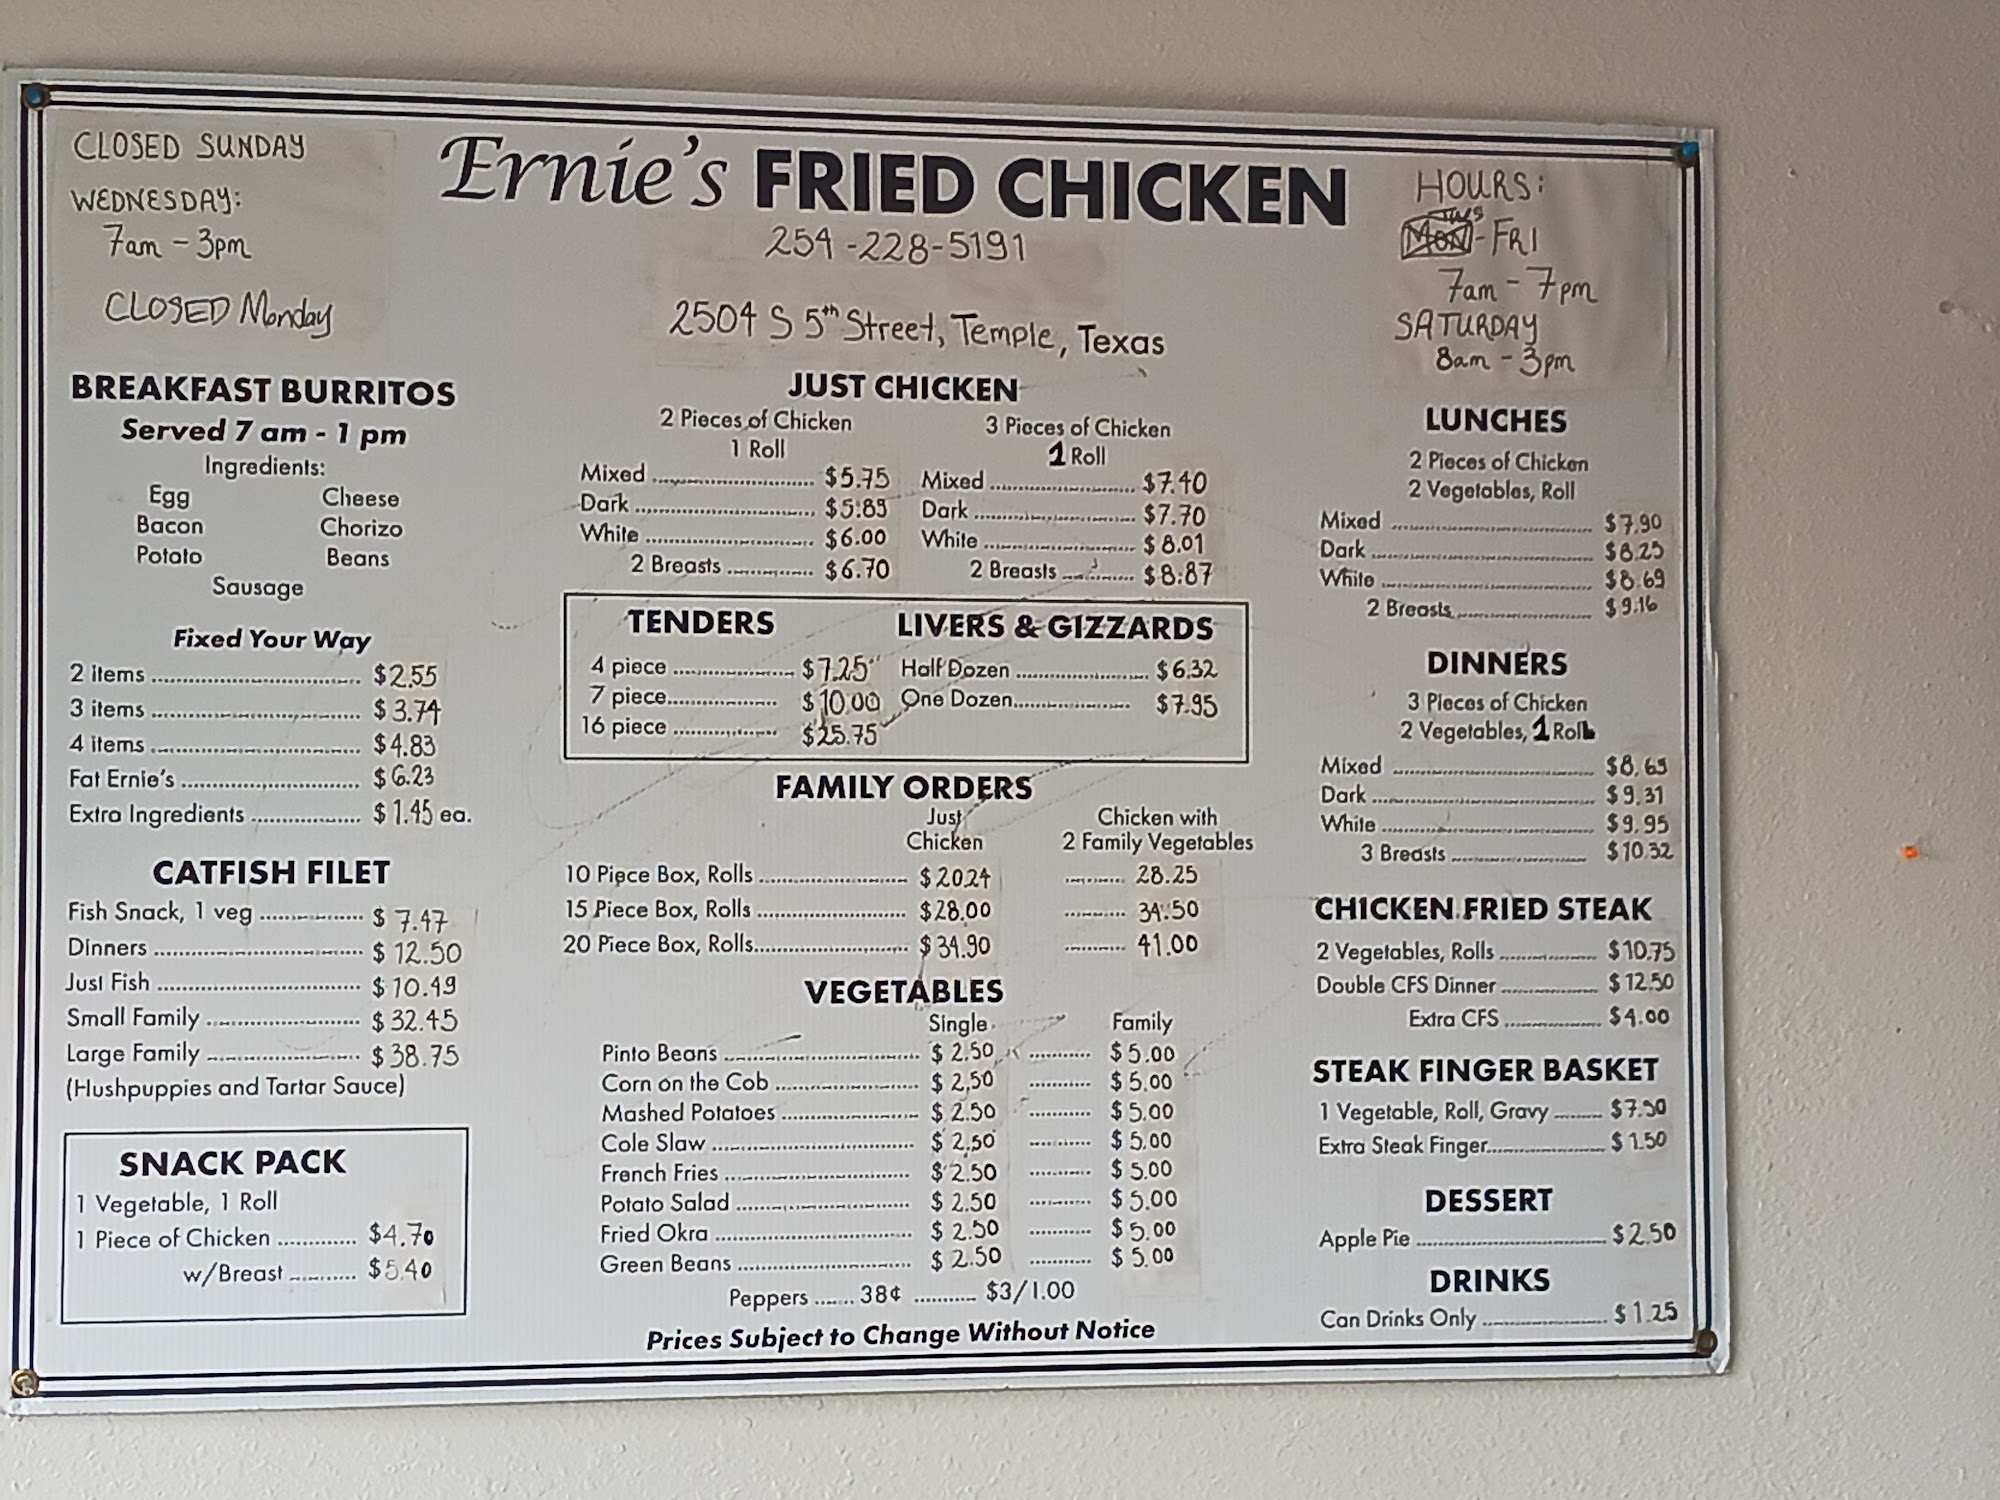 CLOSED SUNDAY
WEDNESDAY:
7am - 3pm
CLOSED Monday
Ernie's FRIED CHICKEN
254-228-5191
2504 S 5th Street, Temple, Texas
HOURS:
Tues
MON-FRI
7am - 7pm
SATURDAY
8am - 3pm
BREAKFAST BURRITOS
Served 7 am - 1 pm
Ingredients:
Egg Cheese
Bacon Chorizo
Potato Beans
Sausage
Fixed Your Way
2 items $2.55
3 items $3.74
4 items $4.83
Fat Ernie's $6.23
Extra Ingredients $1.45 ea.
CATFISH FILET
Fish Snack, 1 veg $7.47
Dinners $12.50
Just Fish $10.49
Small Family $32.45
Large Family $38.75
(Hushpuppies and Tartar Sauce)
SNACK PACK
1 Vegetable, 1 Roll
1 Piece of Chicken $4.70
w/Breast $5.40
JUST CHICKEN
2 Pieces of Chicken 3 Pieces of Chicken
1 Roll 1 Roll
Mixed $5.75 Mixed $7.40
Dark Dark $7.70
White $6.00 White $8.01
2 Breasts $6.70 2 Breasts $8.87
TENDERS LIVERS & GIZZARDS
4 piece $7.25 Half Dozen $6.32
7 piece $10.00 One Dozen $7.95
16 piece $25.75
FAMILY ORDERS
Just Chicken with
Chicken 2 Family Vegetables
10 Piece Box, Rolls $20.24 28.25
15 Piece Box, Rolls $28.00 34.50
20 Piece Box, Rolls $34.90 41.00
VEGETABLES
Single Family
Pinto Beans $2.50 $5.00
Corn on the Cob $2.50 $5.00
Mashed Potatoes $2.50 $5.00
Cole Slaw $2.50 $5.00
French Fries $2.50 $5.00
Potato Salad $2.50 $5.00
Fried Okra $2.50 $5.00
Green Beans $2.50 $5.00
Peppers 38¢ $3/1.00
Prices Subject to Change Without Notice
LUNCHES
2 Pieces of Chicken
2 Vegetables, Roll
Mixed $7.90
Dark $8.25
White $8.69
2 Breasts $9.16
DINNERS
3 Pieces of Chicken
2 Vegetables, 1 Roll
Mixed
Dark $9.31
White $9.95
3 Breasts $10.32
CHICKEN FRIED STEAK
2 Vegetables, Rolls $10.75
Double CFS Dinner $12.50
Extra CFS $4.00
STEAK FINGER BASKET
1 Vegetable, Roll, Gravy $7.50
Extra Steak Finger $1.50
DESSERT
Apple Pie $2.50
DRINKS
Can Drinks Only $1.25